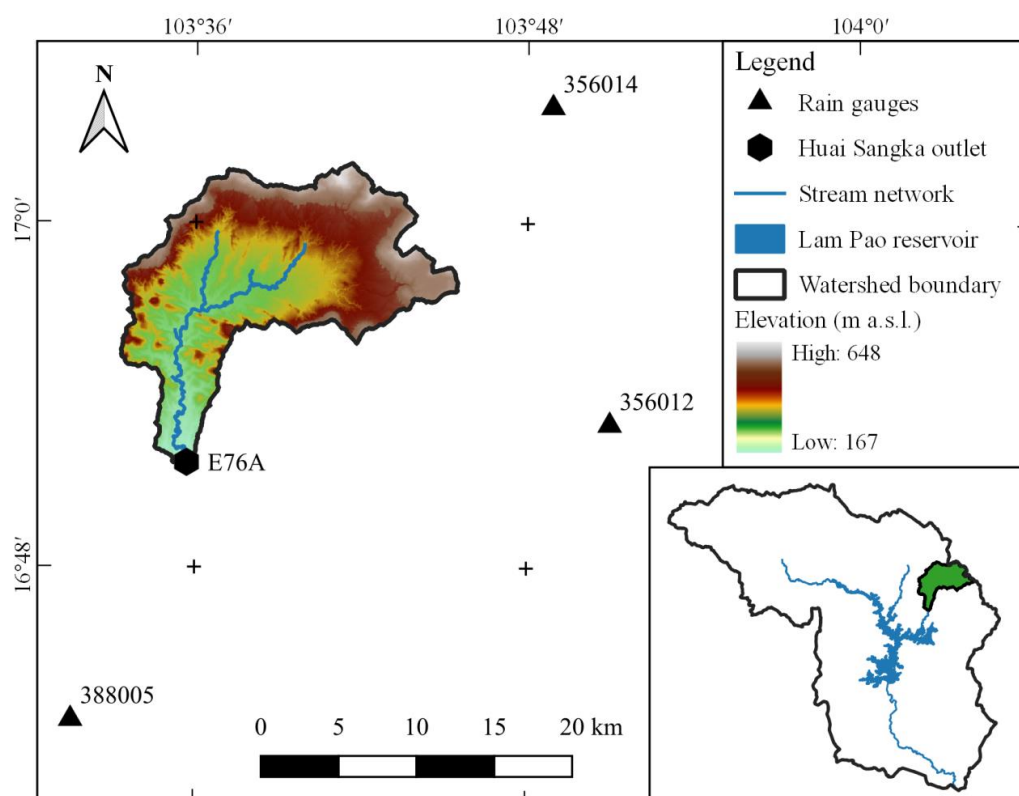 103°36′
103°48′
104°0′
N
356014
17°0′
356012
E76A
16°48′
388005
0
5
10
15
20 km
Legend
Rain gauges
Huai Sangka outlet
Stream network
Lam Pao reservoir
Watershed boundary
Elevation (m a.s.l.)
High: 648
Low: 167